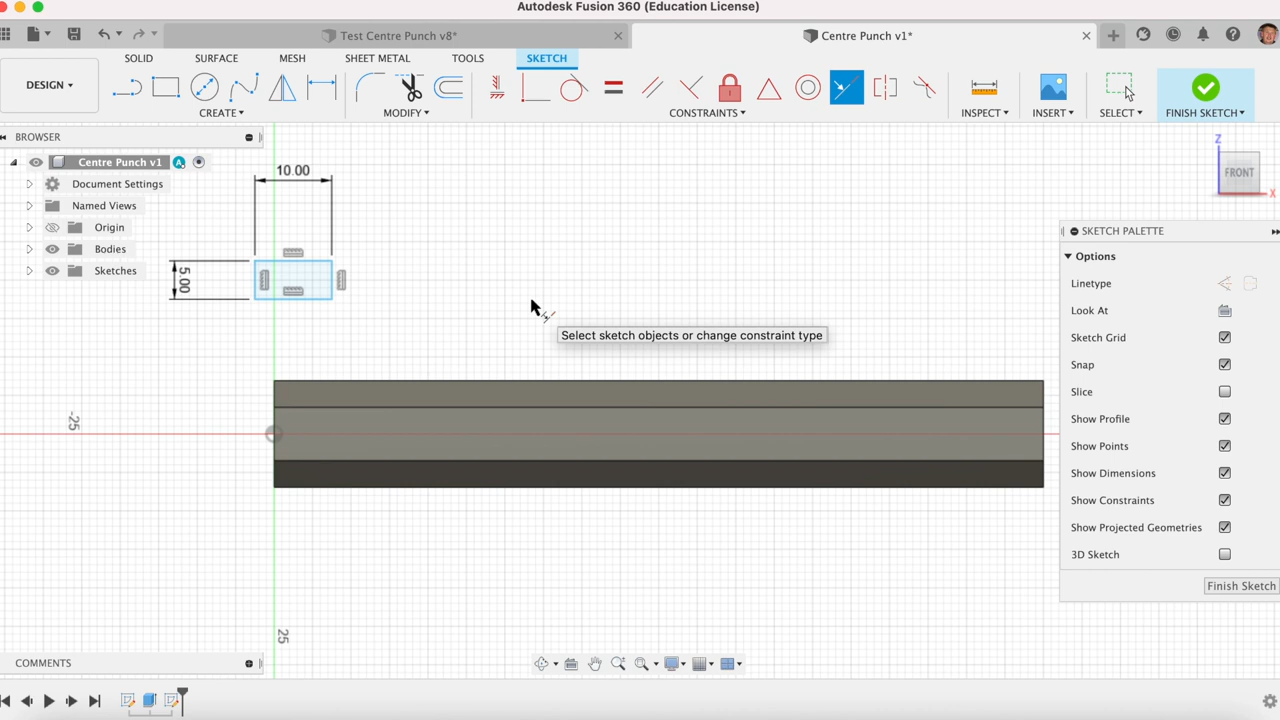 Autodesk Fusion 360 (Education License)
Test Centre Punch v8*
Centre Punch v1*
SOLID SURFACE MESH SHEET METAL TOOLS SKETCH
DESIGN
CREATE MODIFY CONSTRAINTS INSPECT INSERT SELECT FINISH SKETCH
BROWSER
Centre Punch v1 A
Document Settings
Named Views
Origin
Bodies
Sketches
10.00
5.00
Z
FRONT
X
Select sketch objects or change constraint type
-25
25
SKETCH PALETTE
Options
Linetype
Look At
Sketch Grid
Snap
Slice
Show Profile
Show Points
Show Dimensions
Show Constraints
Show Projected Geometries
3D Sketch
Finish Sketch
COMMENTS